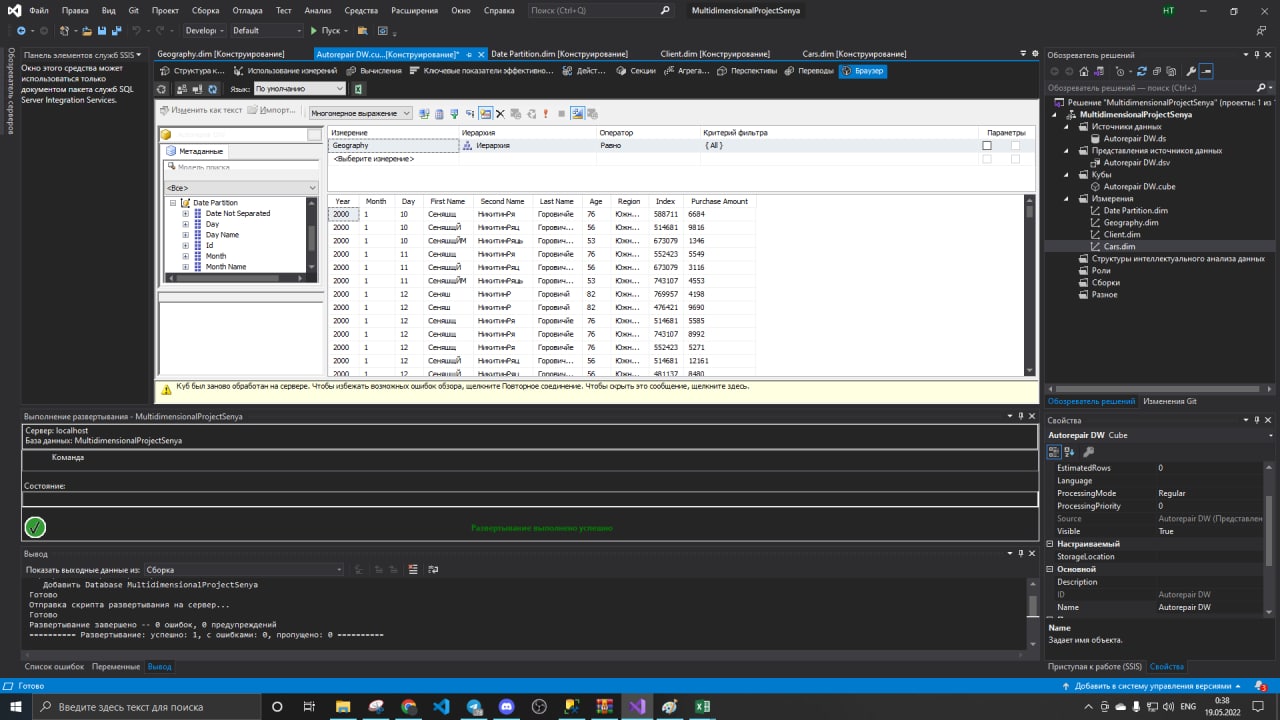 Файл Правка Вид Git Проект Сборка Отладка Тест Анализ Средства Расширения Окно Справка Поиск (Ctrl+Q) MultidimensionalProjectSenya HT
Develop Default Пуск
Панель элементов служб SSIS
Окно этого средства может
использоваться только
документом пакета служб SQL
Server Integration Services.
Обозреватель серверов
Geography.dim [Конструирование] Autorepair DW.cu...[Конструирование]* Date Partition.dim [Конструирование] Client.dim [Конструирование] Cars.dim [Конструирование]
Структура к... Использование измерений Вычисления Ключевые показатели эффективно... Дейст... Секции Агрега... Перспективы Переводы Браузер
Язык: По умолчанию
Изменить как текст Импорт... Многомерное выражение
Метаданные
Модель поиска
<Все>
Date Partition
Date Not Separated
Day
Day Name
Id
Month
Month Name
Измерение Иерархия Оператор Критерий фильтра Параметры
Geography Иерархия Равно { All }
<Выберите измерение>
Year Month Day First Name Second Name Last Name Age Region Index Purchase Amount
2000 1 10 Сеняшщ НикитинРя Горовичйе 76 Южн... 588711 6684
2000 1 10 СеняшщЙ НикитинРяц Горович... 56 Южн... 514681 9816
2000 1 10 СеняшщЙМ НикитинРяць Горович... 53 Южн... 673079 1346
2000 1 11 Сеняшщ НикитинРя Горовичйе 76 Южн... 552423 5549
2000 1 11 СеняшщЙ НикитинРяц Горович... 56 Южн... 673079 3116
2000 1 11 СеняшщЙМ НикитинРяць Горович... 53 Южн... 743107 4553
2000 1 12 Сеняш НикитинР Горовичй 82 Южн... 769957 4198
2000 1 12 Сеняш НикитинР Горовичй 82 Южн... 476421 9690
2000 1 12 Сеняшщ НикитинРя Горовичйе 76 Южн... 514681 5585
2000 1 12 Сеняшщ НикитинРя Горовичйе 76 Южн... 743107 8992
2000 1 12 Сеняшщ НикитинРя Горовичйе 76 Южн... 552423 5271
2000 1 12 СеняшщЙ НикитинРяц Горович... 56 Южн... 514681 12161
2000 1 12 СеняшщЙ НикитинРяц Горович... 56 Южн... 481137 8480
Куб был заново обработан на сервере. Чтобы избежать возможных ошибок обзора, щелкните Повторное соединение. Чтобы скрыть это сообщение, щелкните здесь.
Выполнение развертывания - MultidimensionalProjectSenya
Сервер: localhost
База данных: MultidimensionalProjectSenya
Команда
Состояние:
Развертывание выполнено успешно
Вывод
Показать выходные данные из: Сборка
Добавить Database MultidimensionalProjectSenya
Готово
Отправка скрипта развертывания на сервер...
Готово
Развертывание завершено -- 0 ошибок, 0 предупреждений
========== Развертывание: успешно: 1, с ошибками: 0, пропущено: 0 ==========
Список ошибок Переменные Вывод
Обозреватель решений
Обозреватель решений — поиск (Ctrl+;)
Решение "MultidimensionalProjectSenya" (проекты: 1 из
MultidimensionalProjectSenya
Источники данных
Autorepair DW.ds
Представления источников данных
Autorepair DW.dsv
Кубы
Autorepair DW.cube
Измерения
Date Partition.dim
Geography.dim
Client.dim
Cars.dim
Структуры интеллектуального анализа данных
Роли
Сборки
Разное
Обозреватель решений Изменения Git
Свойства
Autorepair DW Cube
EstimatedRows 0
Language
ProcessingMode Regular
ProcessingPriority 0
Source Autorepair DW (Представлен
Visible True
Настраиваемый
StorageLocation
Основной
Description
ID Autorepair DW
Name Autorepair DW
Name
Задает имя объекта.
Приступая к работе (SSIS) Свойства
Готово Добавить в систему управления версиями 3
Введите здесь текст для поиска
0:38
19.05.2022